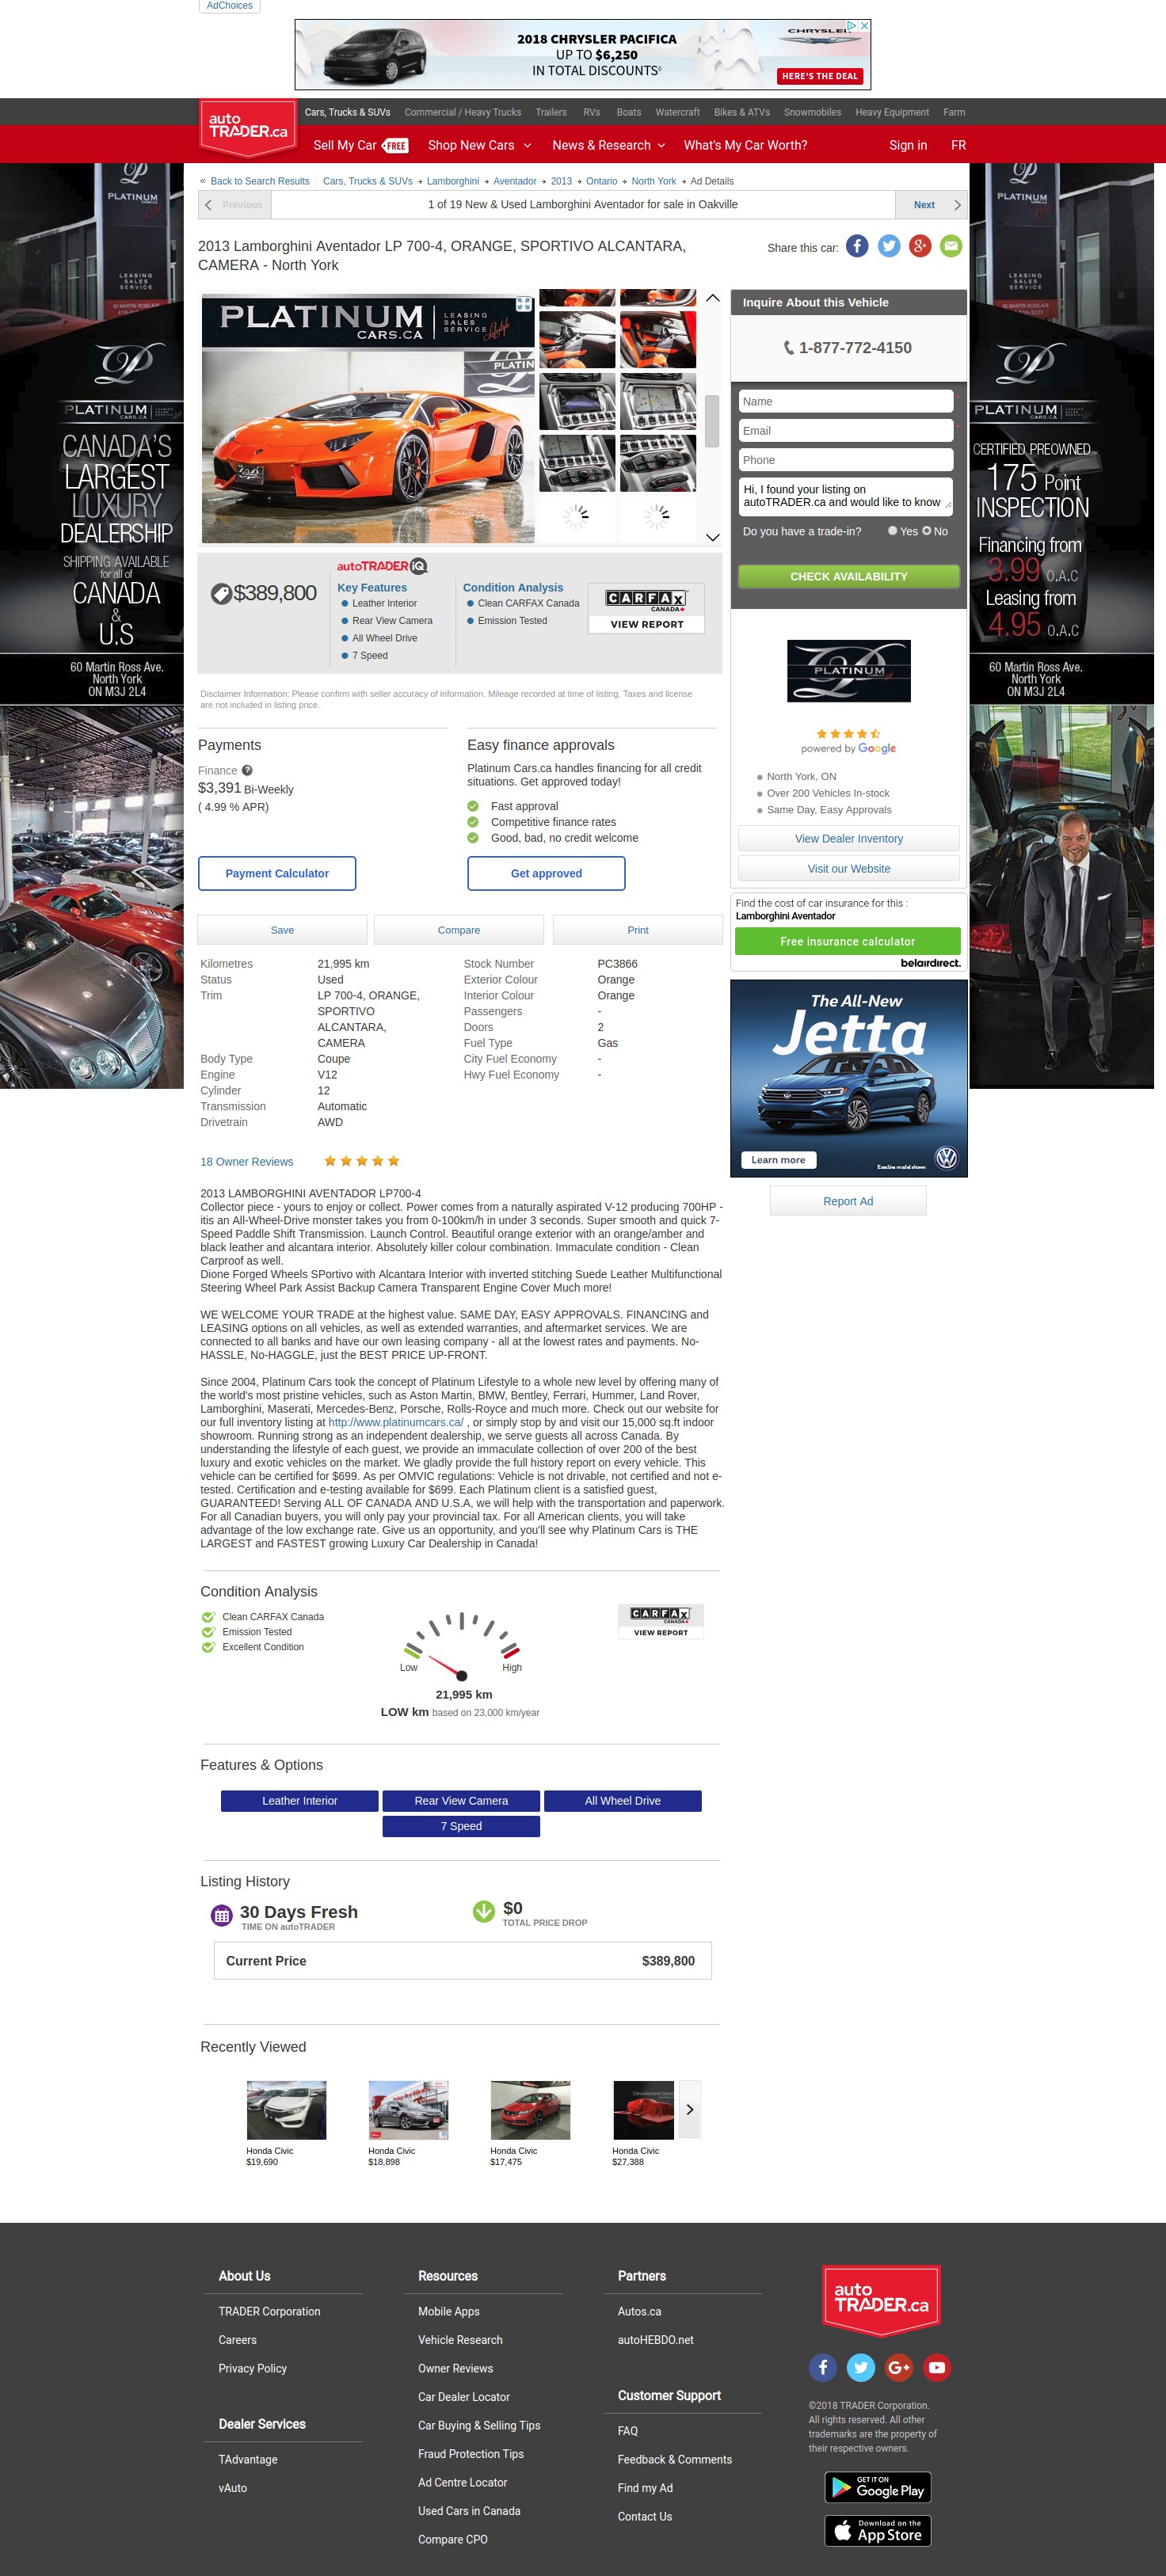 AdChoices
2018 CHRYSLER PACIFICA
UP TO $6,250
IN TOTAL DISCOUNTS◊
CHRYSLER
HERE'S THE DEAL
auto
TRADER.ca
Cars, Trucks & SUVs Commercial / Heavy Trucks Trailers RVs Boats Watercraft Bikes & ATVs Snowmobiles Heavy Equipment Farm
Sell My Car FREE Shop New Cars News & Research What's My Car Worth? Sign in FR
« Back to Search Results Cars, Trucks & SUVs → Lamborghini → Aventador → 2013 → Ontario → North York → Ad Details
Previous 1 of 19 New & Used Lamborghini Aventador for sale in Oakville Next
2013 Lamborghini Aventador LP 700-4, ORANGE, SPORTIVO ALCANTARA,
CAMERA - North York
Share this car:
PLATINUM
CARS.CA
LEASING
SALES
SERVICE
Lifestyle
PLATIN
Inquire About this Vehicle
1-877-772-4150
Name
Email
Phone
Hi, I found your listing on
autoTRADER.ca and would like to know
Do you have a trade-in? Yes No
CHECK AVAILABILITY
PLATINUM
LEASING
SALES
SERVICE
PLATINUM
CARS.CA
CANADA'S
LARGEST
LUXURY
DEALERSHIP
SHIPPING AVAILABLE
for all of
CANADA
&
U.S
60 Martin Ross Ave.
North York
ON M3J 2L4
PLATINUM
LEASING
SALES
SERVICE
PLATINUM
CARS.CA
CERTIFIED PREOWNED
175 Point
INSPECTION
Financing from
3.99 O.A.C
Leasing from
4.95 O.A.C
60 Martin Ross Ave.
North York
ON M3J 2L4
$389,800
autoTRADER iQ
Key Features
Leather Interior
Rear View Camera
All Wheel Drive
7 Speed
Condition Analysis
Clean CARFAX Canada
Emission Tested
CARFAX
CANADA
VIEW REPORT
Disclaimer Information: Please confirm with seller accuracy of information. Mileage recorded at time of listing. Taxes and license
are not included in listing price.
Payments
Finance ?
$3,391 Bi-Weekly
( 4.99 % APR)
Payment Calculator
Easy finance approvals
Platinum Cars.ca handles financing for all credit
situations. Get approved today!
Fast approval
Competitive finance rates
Good, bad, no credit welcome
Get approved
PLATINUM
powered by Google
North York, ON
Over 200 Vehicles In-stock
Same Day, Easy Approvals
View Dealer Inventory
Visit our Website
Find the cost of car insurance for this :
Lamborghini Aventador
Free insurance calculator
belairdirect.
The All-New
Jetta
Learn more
Execline model shown
Report Ad
Save Compare Print
Kilometres 21,995 km
Status Used
Trim LP 700-4, ORANGE,
SPORTIVO
ALCANTARA,
CAMERA
Body Type Coupe
Engine V12
Cylinder 12
Transmission Automatic
Drivetrain AWD
Stock Number PC3866
Exterior Colour Orange
Interior Colour Orange
Passengers -
Doors 2
Fuel Type Gas
City Fuel Economy -
Hwy Fuel Economy -
18 Owner Reviews
2013 LAMBORGHINI AVENTADOR LP700-4
Collector piece - yours to enjoy or collect. Power comes from a naturally aspirated V-12 producing 700HP -
itis an All-Wheel-Drive monster takes you from 0-100km/h in under 3 seconds. Super smooth and quick 7-
Speed Paddle Shift Transmission. Launch Control. Beautiful orange exterior with an orange/amber and
black leather and alcantara interior. Absolutely killer colour combination. Immaculate condition - Clean
Carproof as well.
Dione Forged Wheels SPortivo with Alcantara Interior with inverted stitching Suede Leather Multifunctional
Steering Wheel Park Assist Backup Camera Transparent Engine Cover Much more!
WE WELCOME YOUR TRADE at the highest value. SAME DAY, EASY APPROVALS. FINANCING and
LEASING options on all vehicles, as well as extended warranties, and aftermarket services. We are
connected to all banks and have our own leasing company - all at the lowest rates and payments. No-
HASSLE, No-HAGGLE, just the BEST PRICE UP-FRONT.
Since 2004, Platinum Cars took the concept of Platinum Lifestyle to a whole new level by offering many of
the world's most pristine vehicles, such as Aston Martin, BMW, Bentley, Ferrari, Hummer, Land Rover,
Lamborghini, Maserati, Mercedes-Benz, Porsche, Rolls-Royce and much more. Check out our website for
our full inventory listing at http://www.platinumcars.ca/ , or simply stop by and visit our 15,000 sq.ft indoor
showroom. Running strong as an independent dealership, we serve guests all across Canada. By
understanding the lifestyle of each guest, we provide an immaculate collection of over 200 of the best
luxury and exotic vehicles on the market. We gladly provide the full history report on every vehicle. This
vehicle can be certified for $699. As per OMVIC regulations: Vehicle is not drivable, not certified and not e-
tested. Certification and e-testing available for $699. Each Platinum client is a satisfied guest,
GUARANTEED! Serving ALL OF CANADA AND U.S.A, we will help with the transportation and paperwork.
For all Canadian buyers, you will only pay your provincial tax. For all American clients, you will take
advantage of the low exchange rate. Give us an opportunity, and you'll see why Platinum Cars is THE
LARGEST and FASTEST growing Luxury Car Dealership in Canada!
Condition Analysis
Clean CARFAX Canada
Emission Tested
Excellent Condition
Low High
21,995 km
LOW km based on 23,000 km/year
CARFAX
CANADA
VIEW REPORT
Features & Options
Leather Interior Rear View Camera All Wheel Drive
7 Speed
Listing History
30 Days Fresh
TIME ON autoTRADER
$0
TOTAL PRICE DROP
Current Price $389,800
Recently Viewed
Honda Civic
$19,690
Honda Civic
$18,898
Honda Civic
$17,475
Honda Civic
$27,388
About Us
TRADER Corporation
Careers
Privacy Policy
Dealer Services
TAdvantage
vAuto
Resources
Mobile Apps
Vehicle Research
Owner Reviews
Car Dealer Locator
Car Buying & Selling Tips
Fraud Protection Tips
Ad Centre Locator
Used Cars in Canada
Compare CPO
Partners
Autos.ca
autoHEBDO.net
Customer Support
FAQ
Feedback & Comments
Find my Ad
Contact Us
auto
TRADER.ca
©2018 TRADER Corporation.
All rights reserved. All other
trademarks are the property of
their respective owners.
GET IT ON
Google Play
Download on the
App Store